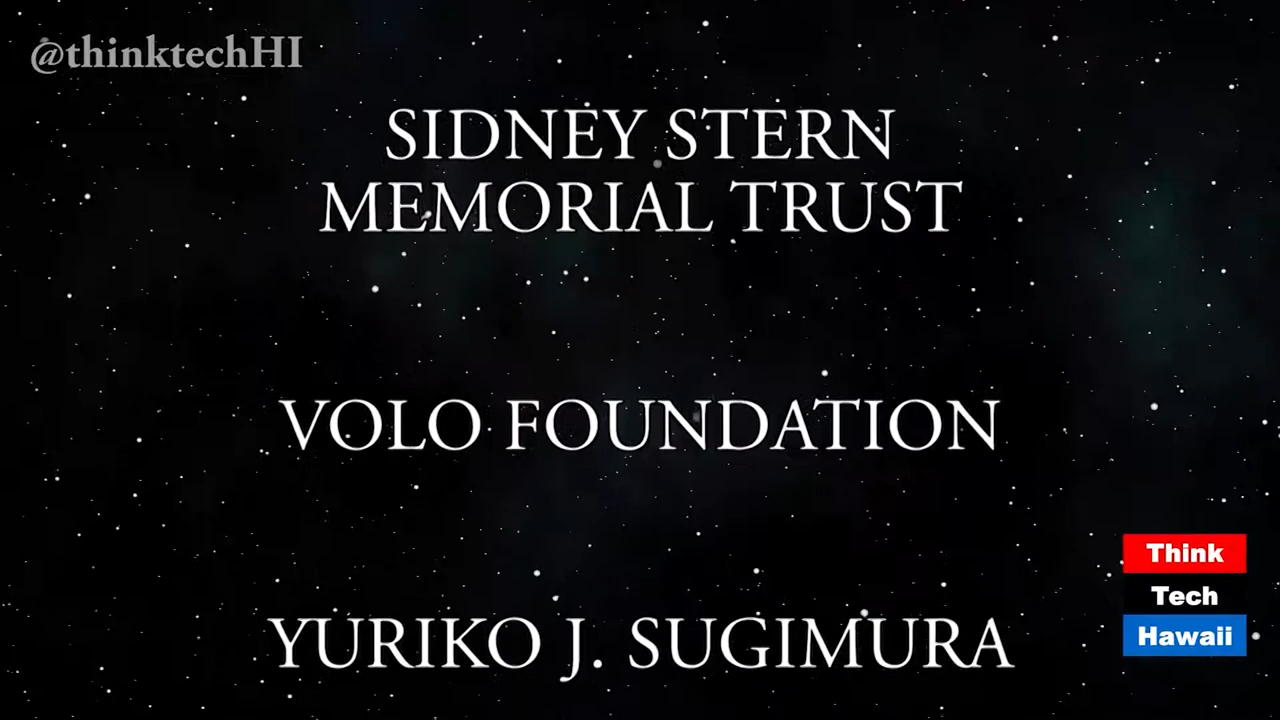 @thinktechHI
SIDNEY STERN
MEMORIAL TRUST
VOLO FOUNDATION
Think
Tech
Hawaii
YURIKO J. SUGIMURA